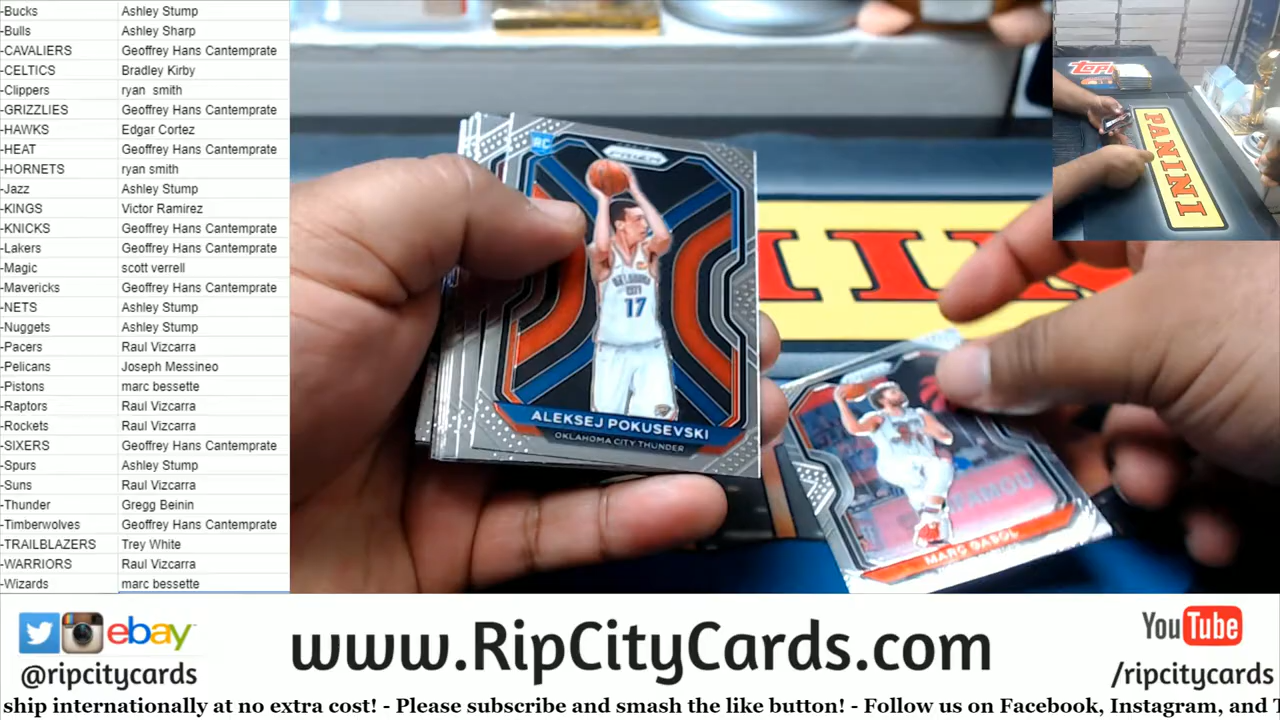 -Bucks Ashley Stump
-Bulls Ashley Sharp
-CAVALIERS Geoffrey Hans Cantemprate
-CELTICS Bradley Kirby
-Clippers ryan smith
-GRIZZLIES Geoffrey Hans Cantemprate
-HAWKS Edgar Cortez
-HEAT Geoffrey Hans Cantemprate
-HORNETS ryan smith
-Jazz Ashley Stump
-KINGS Victor Ramirez
-KNICKS Geoffrey Hans Cantemprate
-Lakers Geoffrey Hans Cantemprate
-Magic scott verrell
-Mavericks Geoffrey Hans Cantemprate
-NETS Ashley Stump
-Nuggets Ashley Stump
-Pacers Raul Vizcarra
-Pelicans Joseph Messineo
-Pistons marc bessette
-Raptors Raul Vizcarra
-Rockets Raul Vizcarra
-SIXERS Geoffrey Hans Cantemprate
-Spurs Ashley Stump
-Suns Raul Vizcarra
-Thunder Gregg Beinin
-Timberwolves Geoffrey Hans Cantemprate
-TRAILBLAZERS Trey White
-WARRIORS Raul Vizcarra
-Wizards marc bessette
RC
PRIZM
OKLAHOMA
CITY
17
ALEKSEJ POKUSEVSKI
OKLAHOMA CITY THUNDER
MARC GASOL
PANINI
ebay
@ripcitycards
www.RipCityCards.com
YouTube
/ripcitycards
ship internationally at no extra cost! - Please subscribe and smash the like button! - Follow us on Facebook, Instagram, and